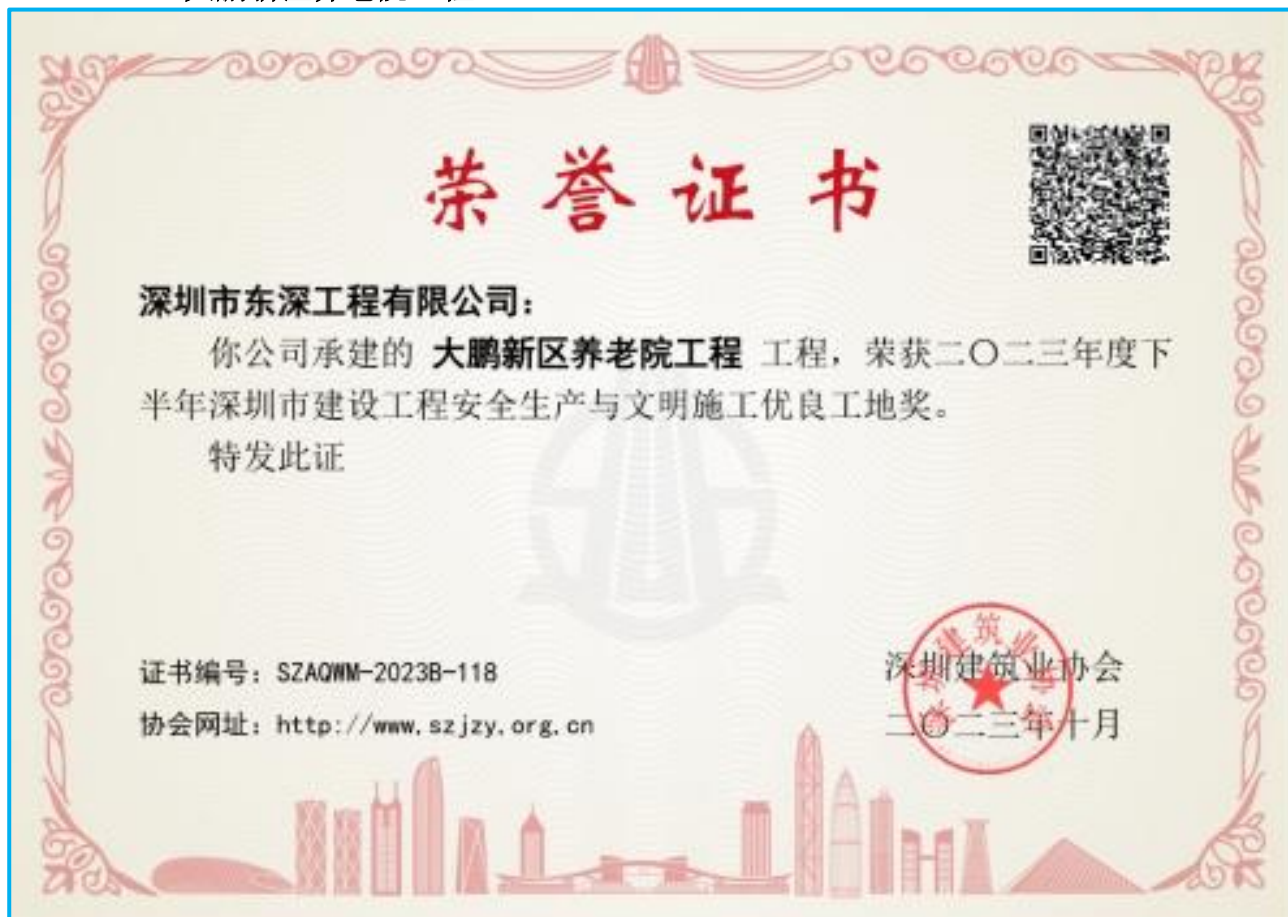 荣誉证书
深圳市东深工程有限公司：
你公司承建的 大鹏新区养老院工程 工程，荣获二〇二三年度下
半年深圳市建设工程安全生产与文明施工优良工地奖。
特发此证
证书编号：SZAQWM-2023B-118
深圳建筑业协会
协会网址：http://www.szjzy.org.cn
二〇二三年十月